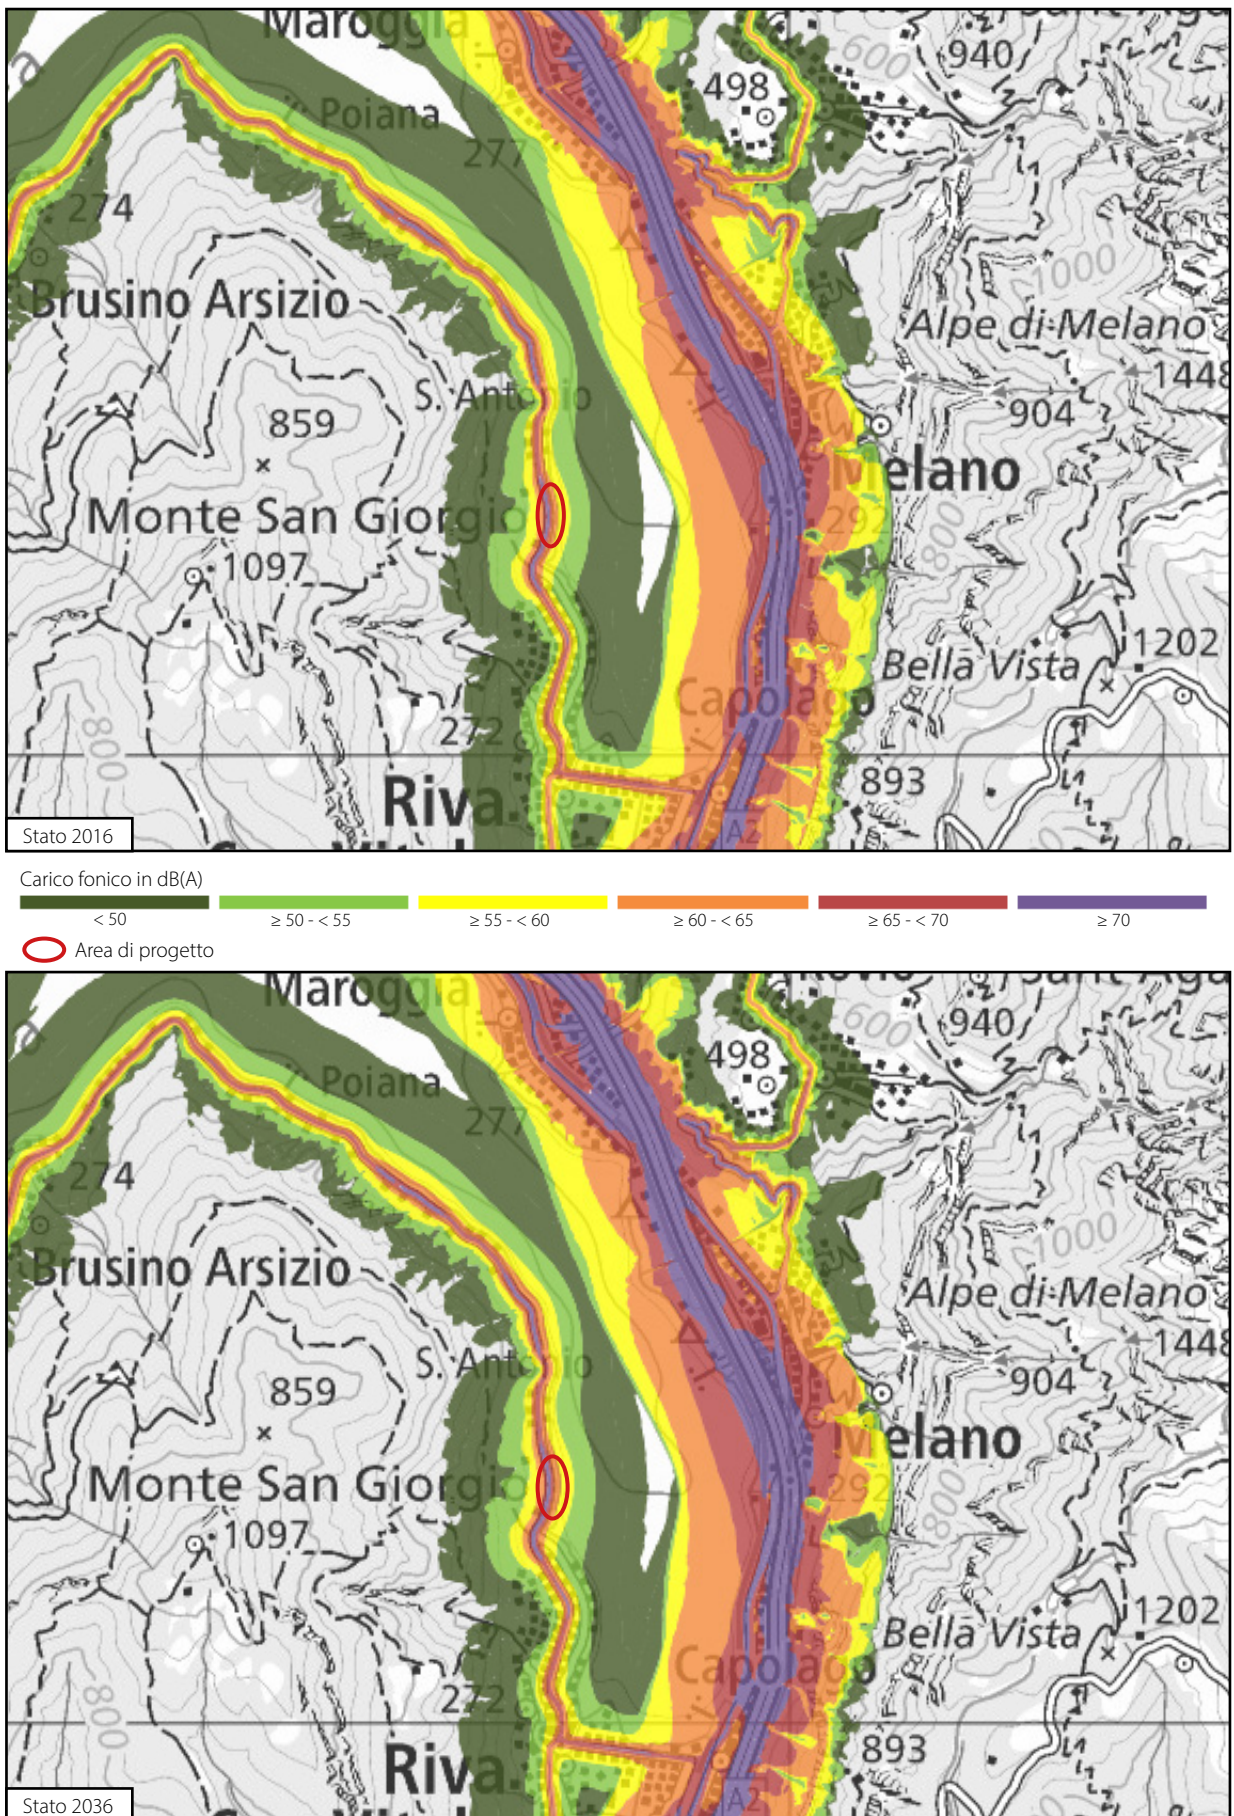 Maroggia
498
600
940
Poiana
277
274
1000
Brusino Arsizio
Alpe di Melano
1448
S. Antonio
859
904
Melano
Monte San Giorgio
292
800
1097
1202
Bella Vista
Capolago
272
800
893
Riva
A2
Stato 2016
Carico fonico in dB(A)
< 50
≥ 50 - < 55
≥ 55 - < 60
≥ 60 - < 65
≥ 65 - < 70
≥ 70
Area di progetto
Maroggia
498
600
940
Poiana
277
274
1000
Brusino Arsizio
Alpe di Melano
1448
S. Antonio
859
904
Melano
Monte San Giorgio
292
800
1097
1202
Bella Vista
Capolago
272
800
893
Riva
A2
Stato 2036